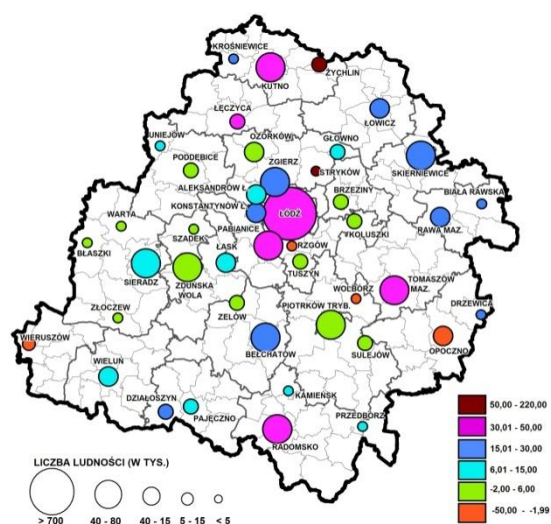 KROŚNIEWICE
KUTNO
ŻYCHLIN
ŁĘCZYCA
ŁOWICZ
UNIEJÓW
OZORKÓW
GŁOWNO
PODDĘBICE
ZGIERZ
STRYKÓW
SKIERNIEWICE
ALEKSANDRÓW Ł.
BRZEZINY
BIAŁA RAWSKA
KONSTANTYNÓW Ł.
ŁÓDŹ
WARTA
PABIANICE
KOLUSZKI
RAWA MAZ.
SZADEK
ŁASK
RZGÓW
BŁASZKI
TUSZYN
SIERADZ
ZDUŃSKA
WOLA
WOLBÓRZ
TOMASZÓW
MAZ.
ZŁOCZEW
ZELÓW
PIOTRKÓW TRYB.
DRZEWICA
WIERUSZÓW
BEŁCHATÓW
SULEJÓW
OPOCZNO
WIELUŃ
KAMIEŃSK
DZIAŁOSZYN
PAJĘCZNO
PRZEDBÓRZ
RADOMSKO
50,00 - 220,00
30,01 - 50,00
15,01 - 30,00
6,01 - 15,00
-2,00 - 6,00
-50,00 - -1,99
LICZBA LUDNOŚCI (W TYS.)
> 700 40 - 80 40 - 15 5 - 15 < 5